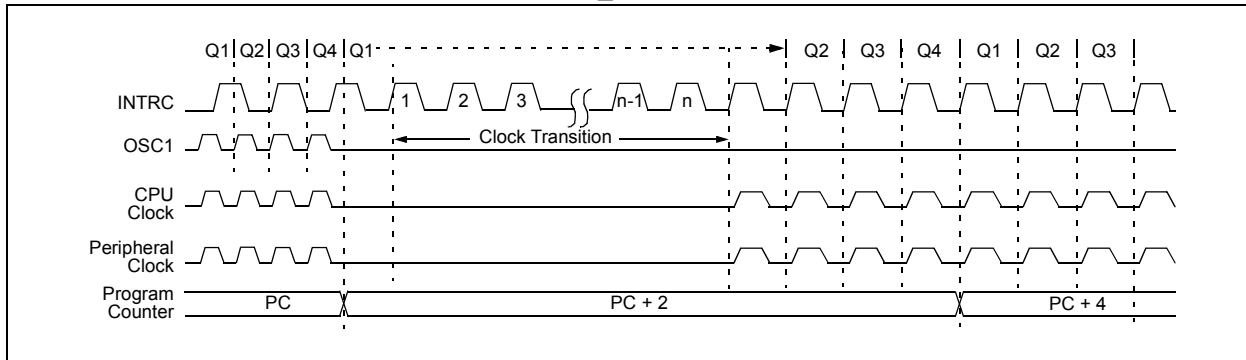 Q1 Q2 Q3 Q4 Q1 Q2 Q3 Q4 Q1 Q2 Q3
INTRC 1 2 3 n-1 n
Clock Transition
OSC1
CPU
Clock
Peripheral
Clock
Program
Counter
PC PC + 2 PC + 4